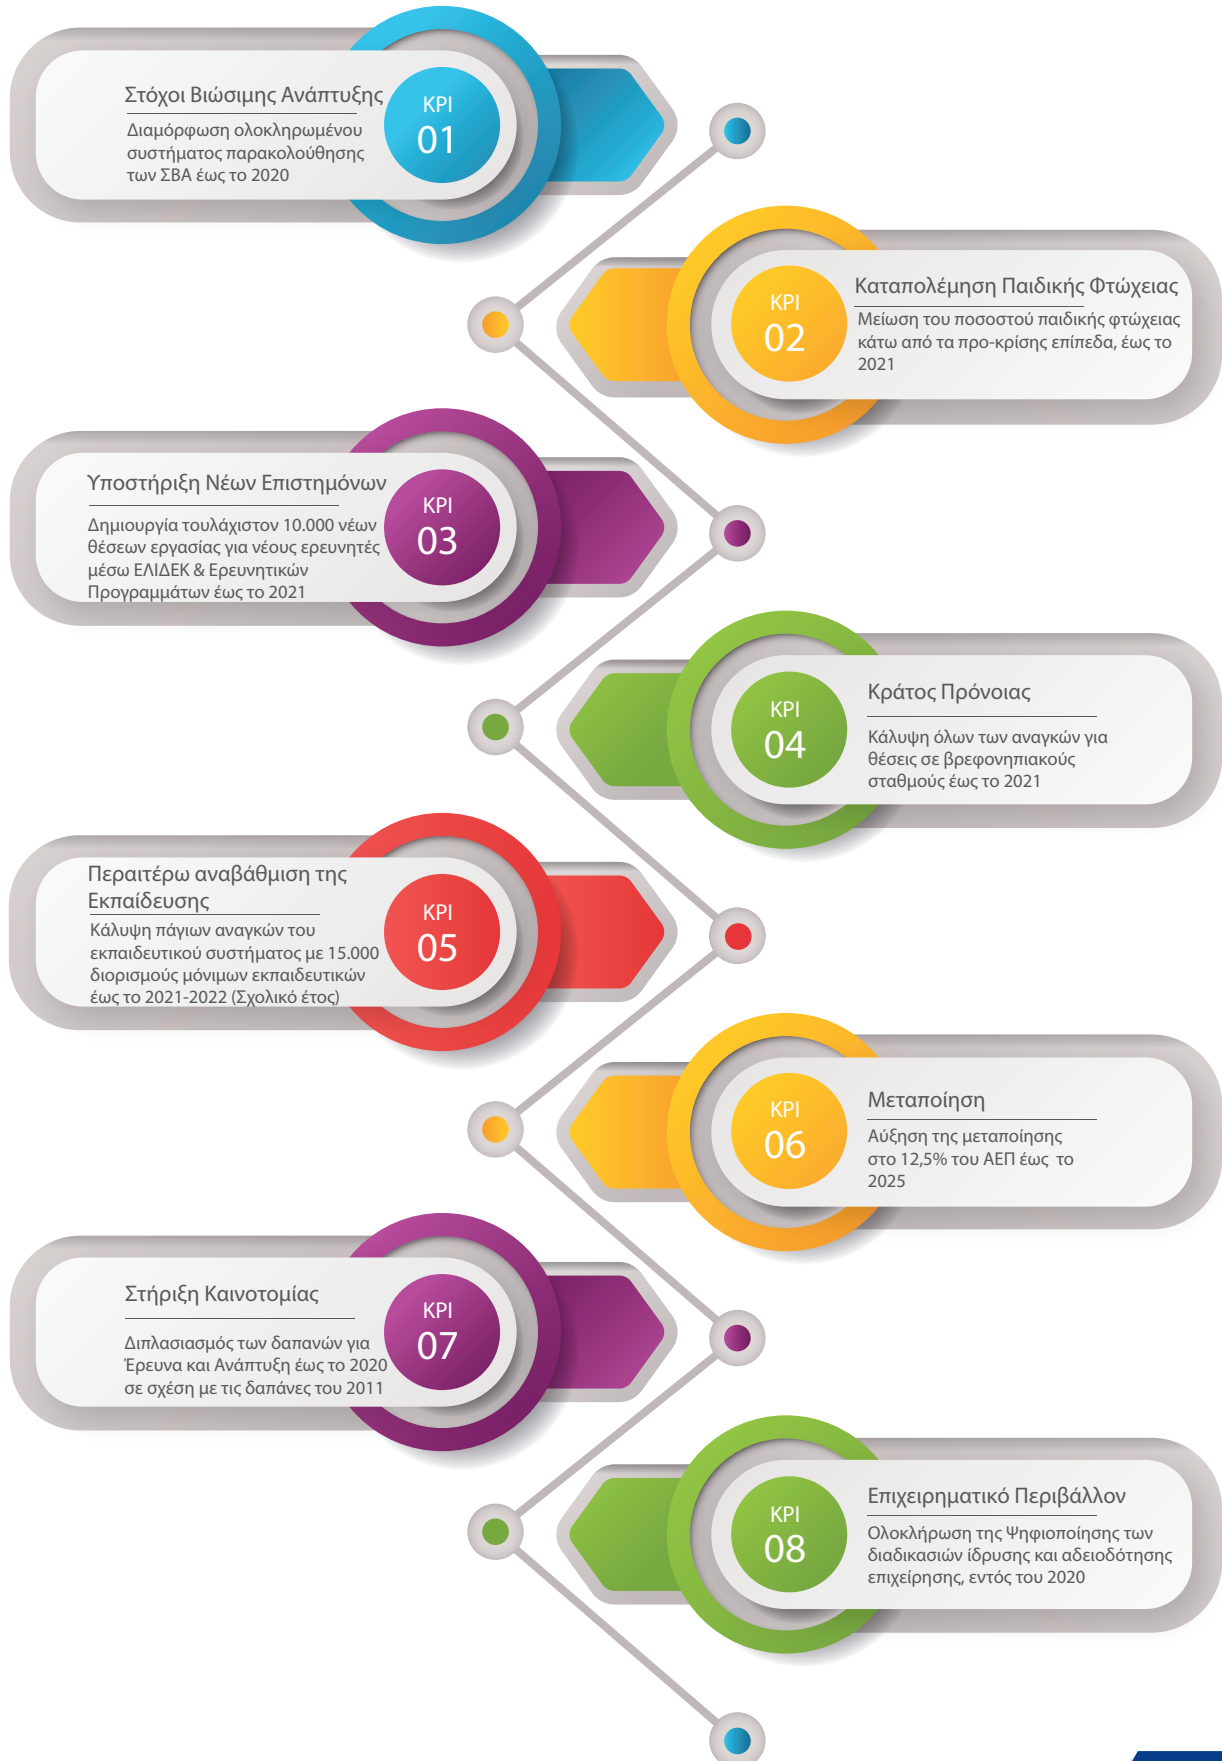 Στόχοι Βιώσιμης Ανάπτυξης
Διαμόρφωση ολοκληρωμένου
συστήματος παρακολούθησης
των ΣΒΑ έως το 2020
KPI
01
KPI
02
Καταπολέμηση Παιδικής Φτώχειας
Μείωση του ποσοστού παιδικής φτώχειας
κάτω από τα προ-κρίσης επίπεδα, έως το
2021
Υποστήριξη Νέων Επιστημόνων
Δημιουργία τουλάχιστον 10.000 νέων
θέσεων εργασίας για νέους ερευνητές
μέσω ΕΛΙΔΕΚ & Ερευνητικών
Προγραμμάτων έως το 2021
KPI
03
KPI
04
Κράτος Πρόνοιας
Κάλυψη όλων των αναγκών για
θέσεις σε βρεφονηπιακούς
σταθμούς έως το 2021
Περαιτέρω αναβάθμιση της
Εκπαίδευσης
Κάλυψη πάγιων αναγκών του
εκπαιδευτικού συστήματος με 15.000
διορισμούς μόνιμων εκπαιδευτικών
έως το 2021-2022 (Σχολικό έτος)
KPI
05
KPI
06
Μεταποίηση
Αύξηση της μεταποίησης
στο 12,5% του ΑΕΠ έως το
2025
Στήριξη Καινοτομίας
Διπλασιασμός των δαπανών για
Έρευνα και Ανάπτυξη έως το 2020
σε σχέση με τις δαπάνες του 2011
KPI
07
KPI
08
Επιχειρηματικό Περιβάλλον
Ολοκλήρωση της Ψηφιοποίησης των
διαδικασιών ίδρυσης και αδειοδότησης
επιχείρησης, εντός του 2020